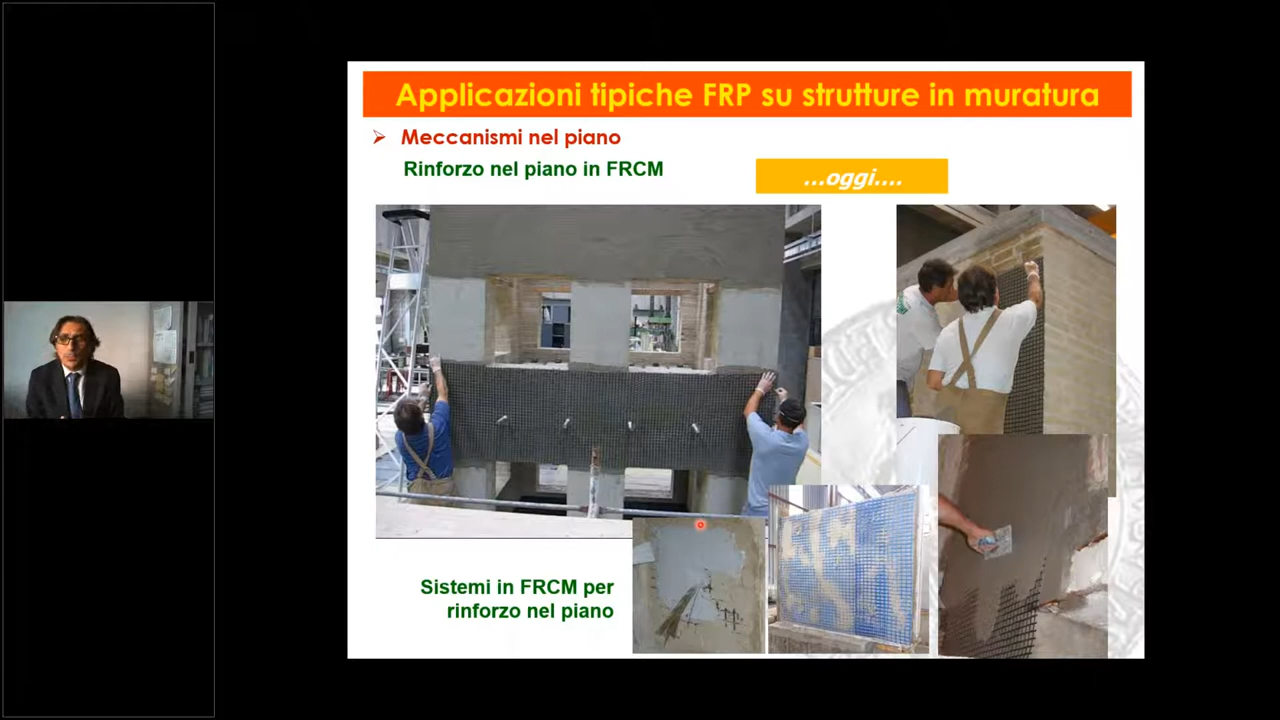 Applicazioni tipiche FRP su strutture in muratura
Meccanismi nel piano
Rinforzo nel piano in FRCM
...oggi....
Sistemi in FRCM per
rinforzo nel piano